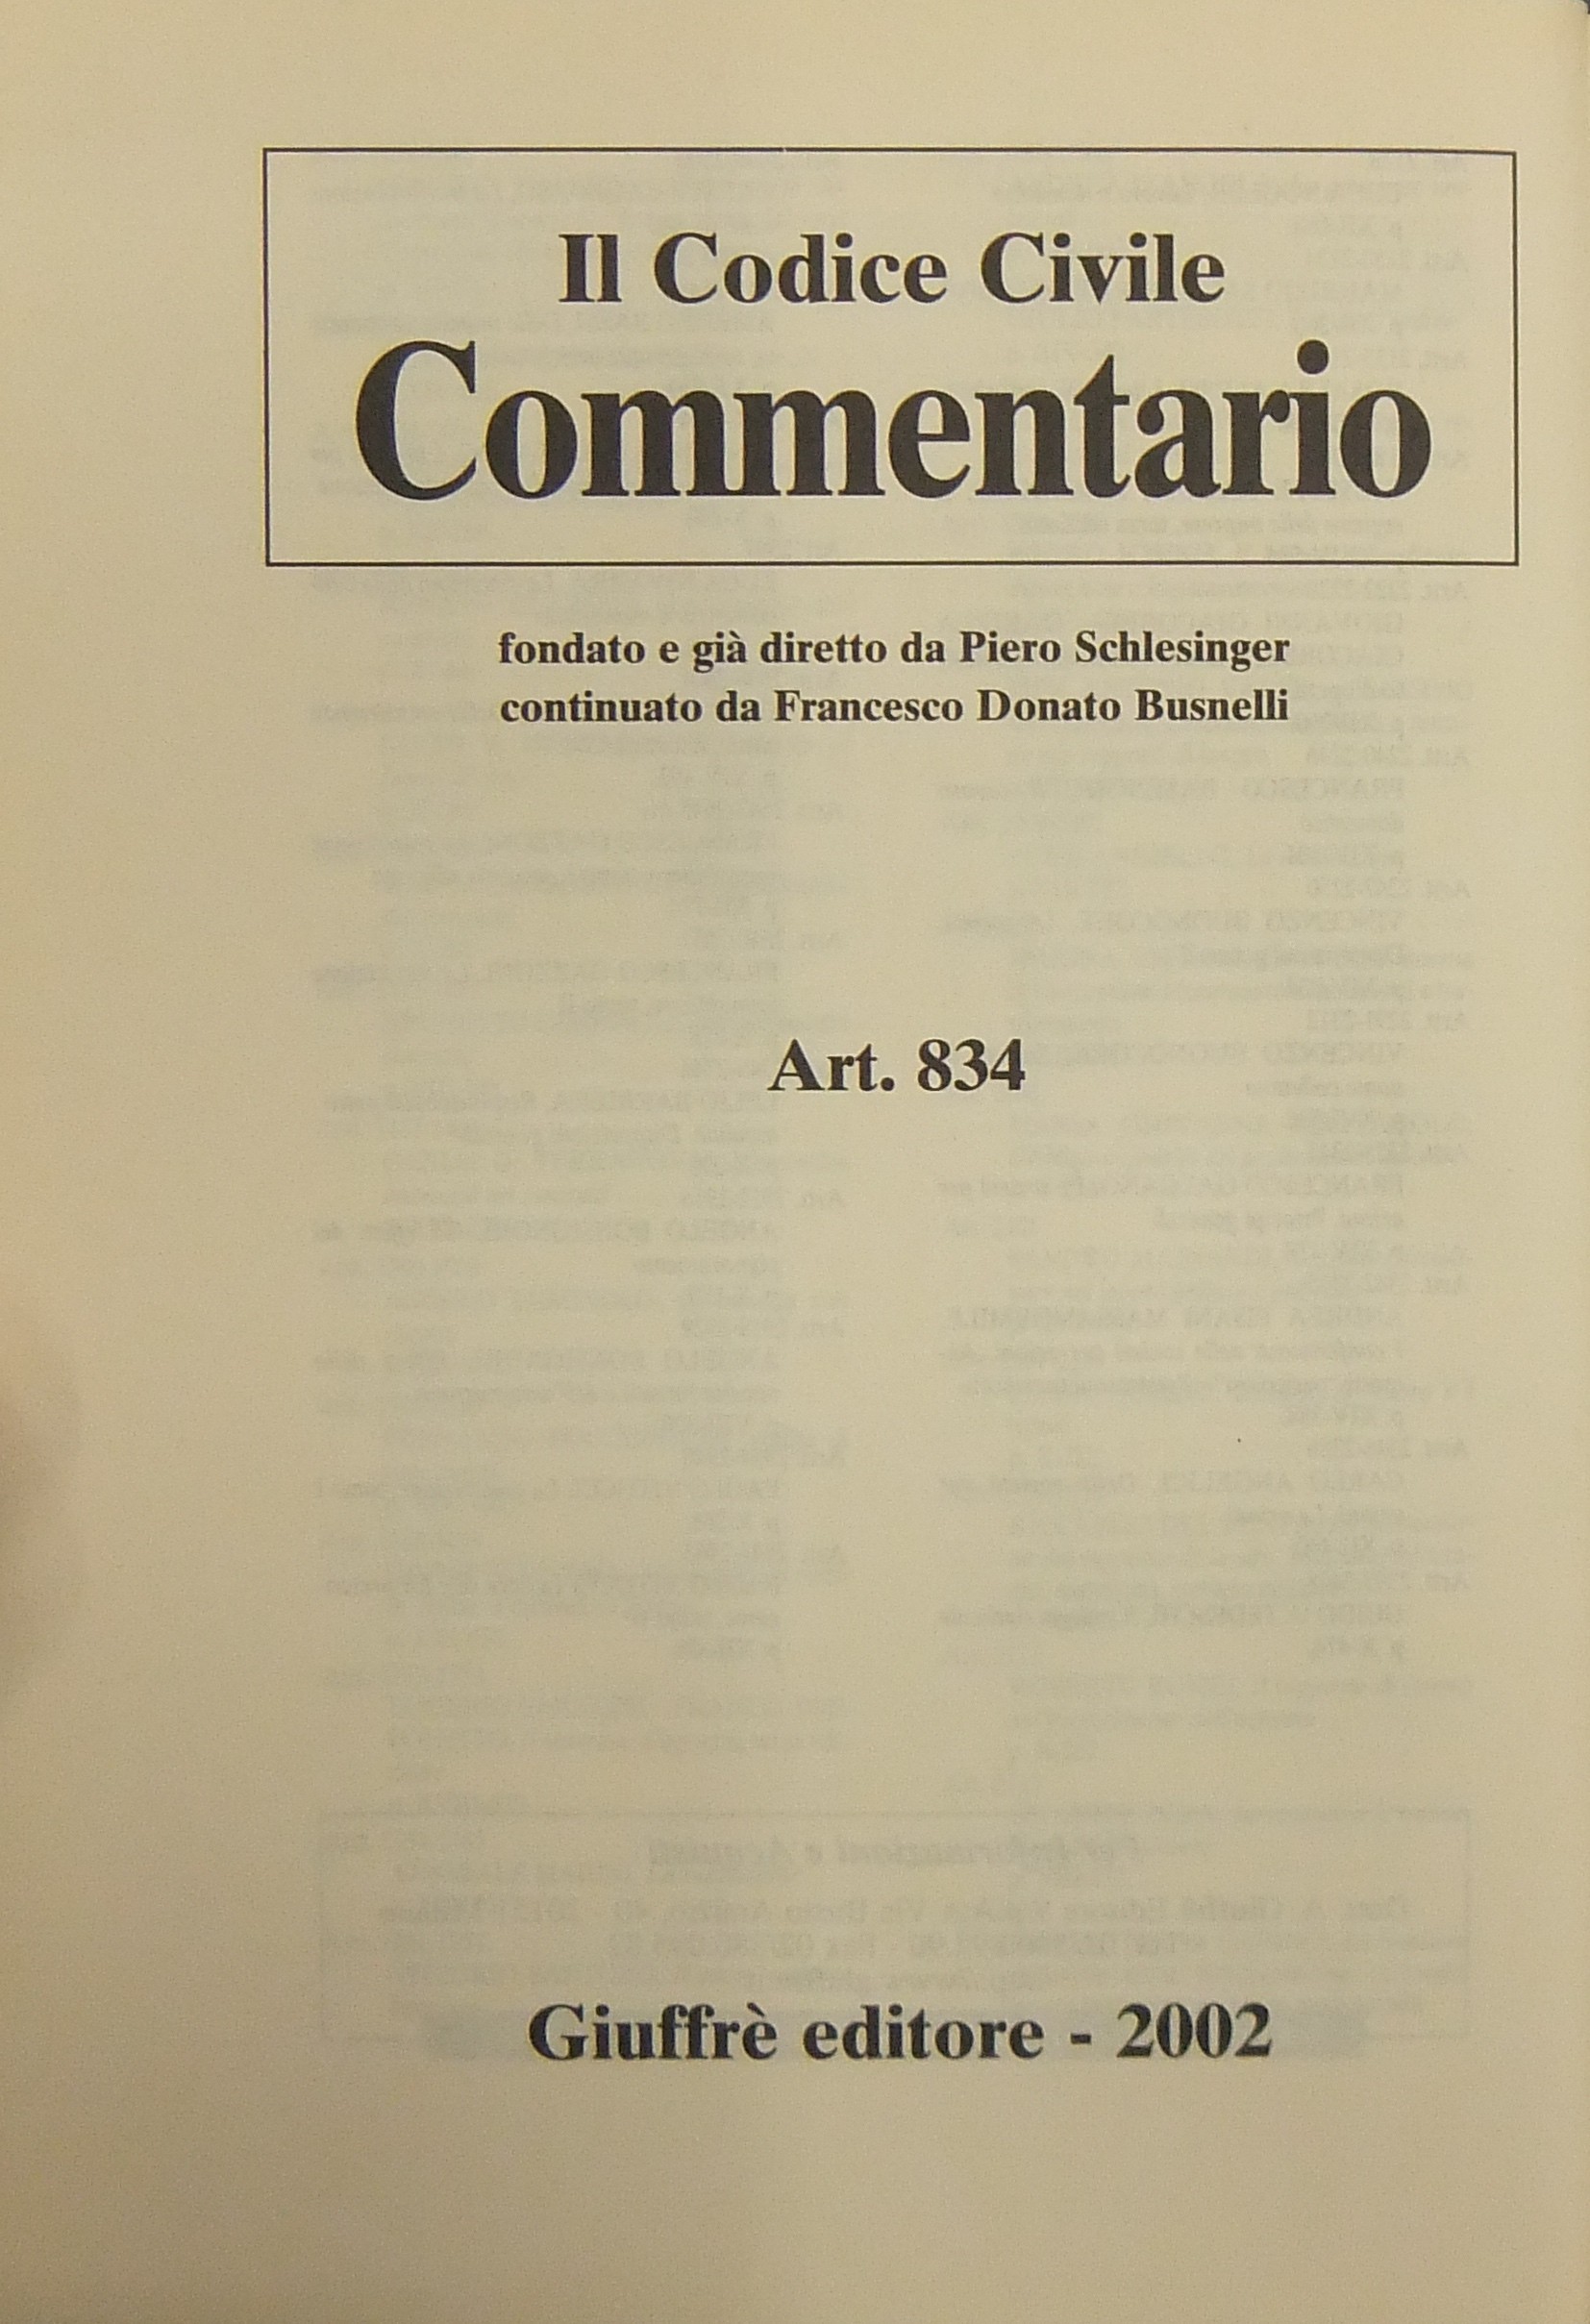 Il Codice Civile
Commentario
fondato e già diretto da Piero Schlesinger
continuato da Francesco Donato Busnelli
Art. 834
Giuffrè editore - 2002